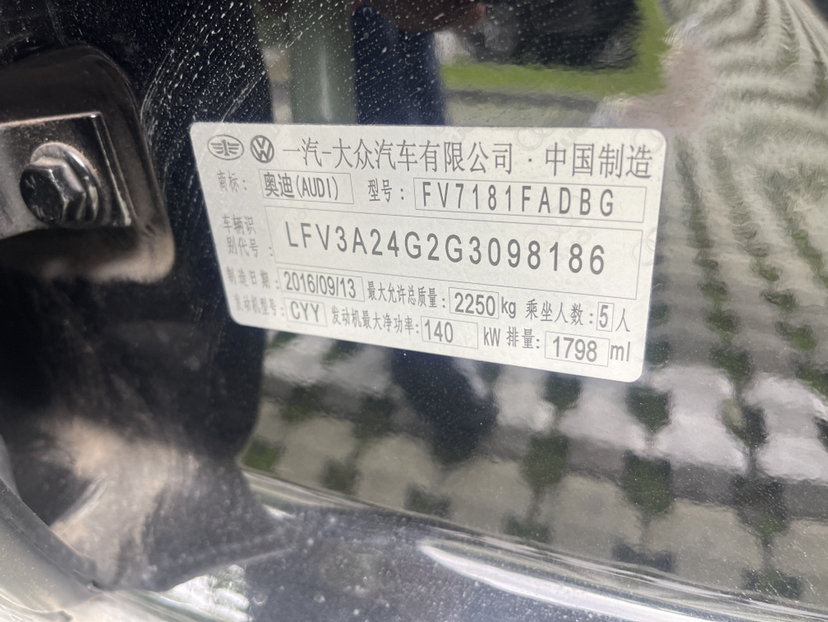 一汽-大众汽车有限公司·中国制造
商标：奥迪(AUDI) 型号：FV7181FADBG
车辆识别代号：LFV3A24G2G3098186
制造日期：2016/09/13 最大允许总质量：2250kg 乘坐人数：5人
发动机型号：CYY 发动机最大净功率：140 kW 排量：1798 ml